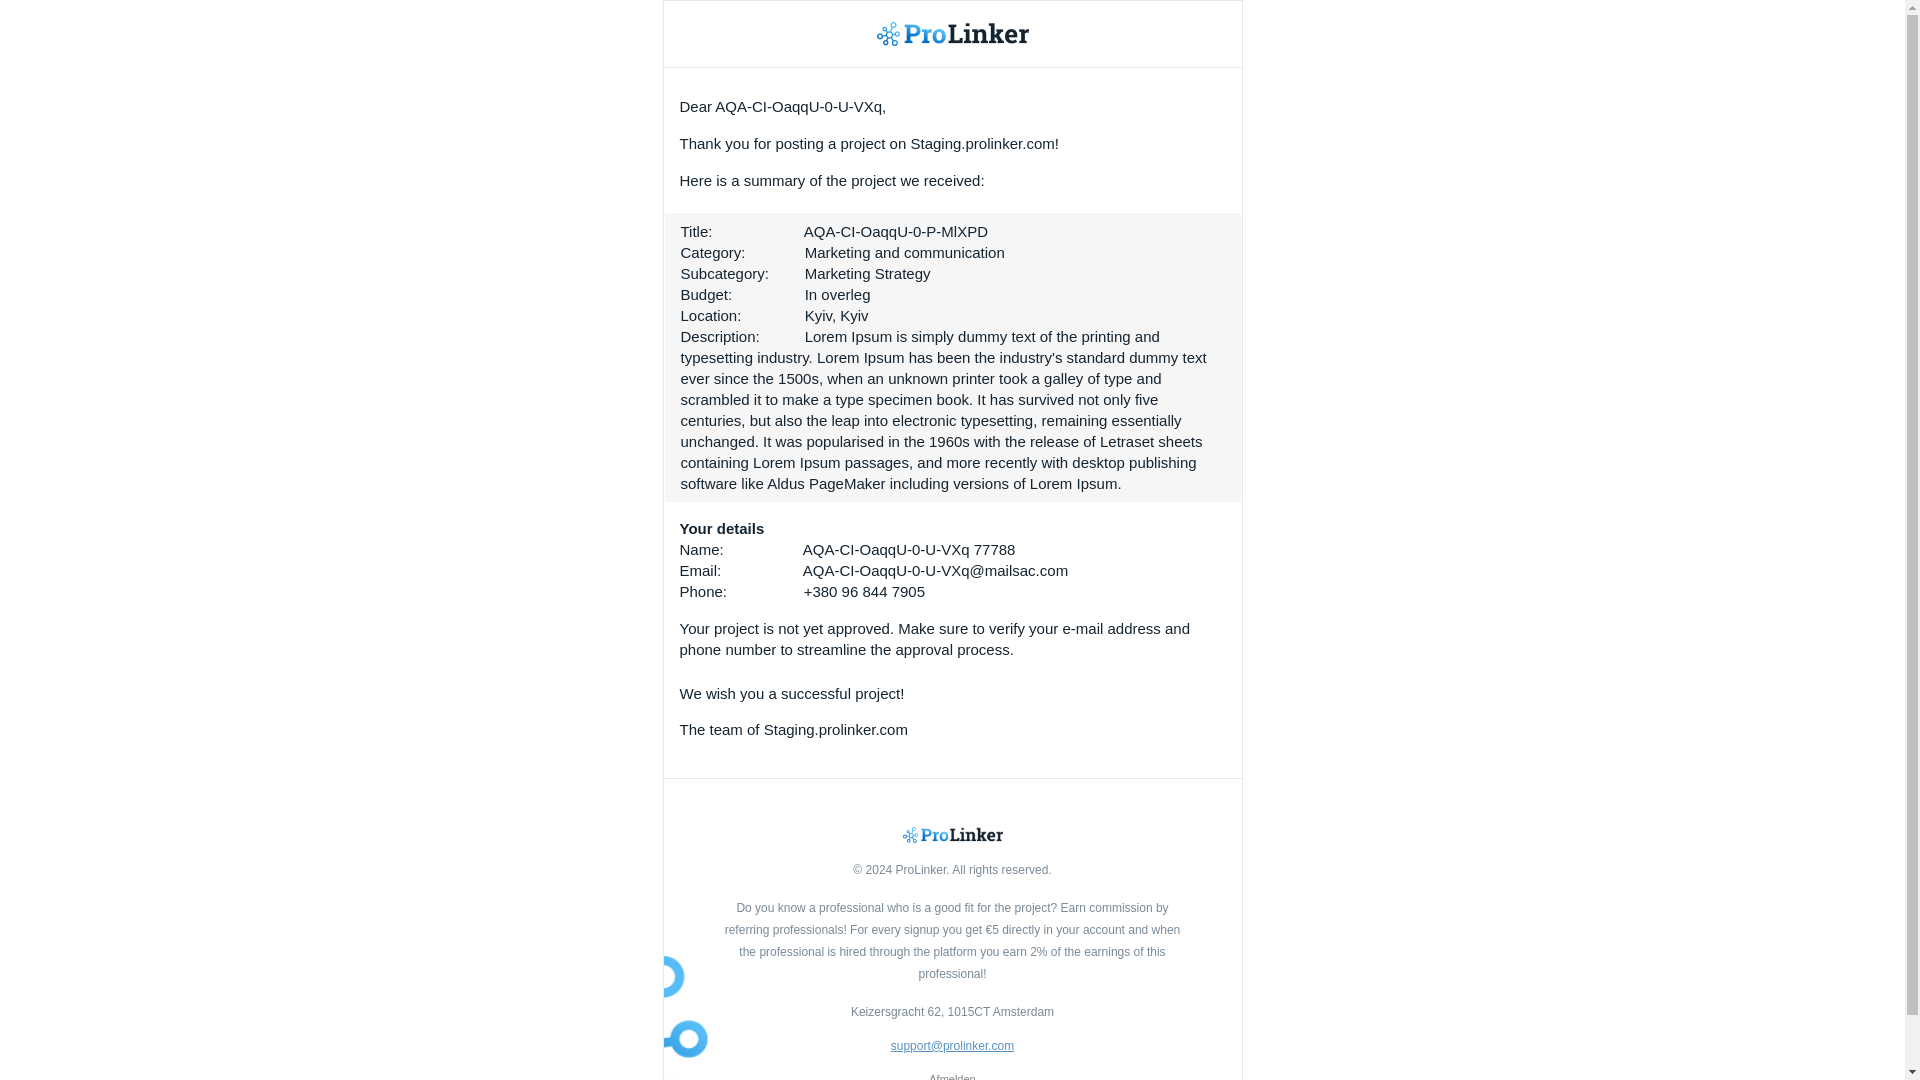 ProLinker
Dear AQA-CI-OaqqU-0-U-VXq,
Thank you for posting a project on Staging.prolinker.com!
Here is a summary of the project we received:
Title: AQA-CI-OaqqU-0-P-MlXPD
Category: Marketing and communication
Subcategory: Marketing Strategy
Budget: In overleg
Location: Kyiv, Kyiv
Description: Lorem Ipsum is simply dummy text of the printing and
typesetting industry. Lorem Ipsum has been the industry's standard dummy text
ever since the 1500s, when an unknown printer took a galley of type and
scrambled it to make a type specimen book. It has survived not only five
centuries, but also the leap into electronic typesetting, remaining essentially
unchanged. It was popularised in the 1960s with the release of Letraset sheets
containing Lorem Ipsum passages, and more recently with desktop publishing
software like Aldus PageMaker including versions of Lorem Ipsum.
Your details
Name: AQA-CI-OaqqU-0-U-VXq 77788
Email: AQA-CI-OaqqU-0-U-VXq@mailsac.com
Phone: +380 96 844 7905
Your project is not yet approved. Make sure to verify your e-mail address and
phone number to streamline the approval process.
We wish you a successful project!
The team of Staging.prolinker.com
ProLinker
© 2024 ProLinker. All rights reserved.
Do you know a professional who is a good fit for the project? Earn commission by
referring professionals! For every signup you get €5 directly in your account and when
the professional is hired through the platform you earn 2% of the earnings of this
professional!
Keizersgracht 62, 1015CT Amsterdam
support@prolinker.com
Afmelden